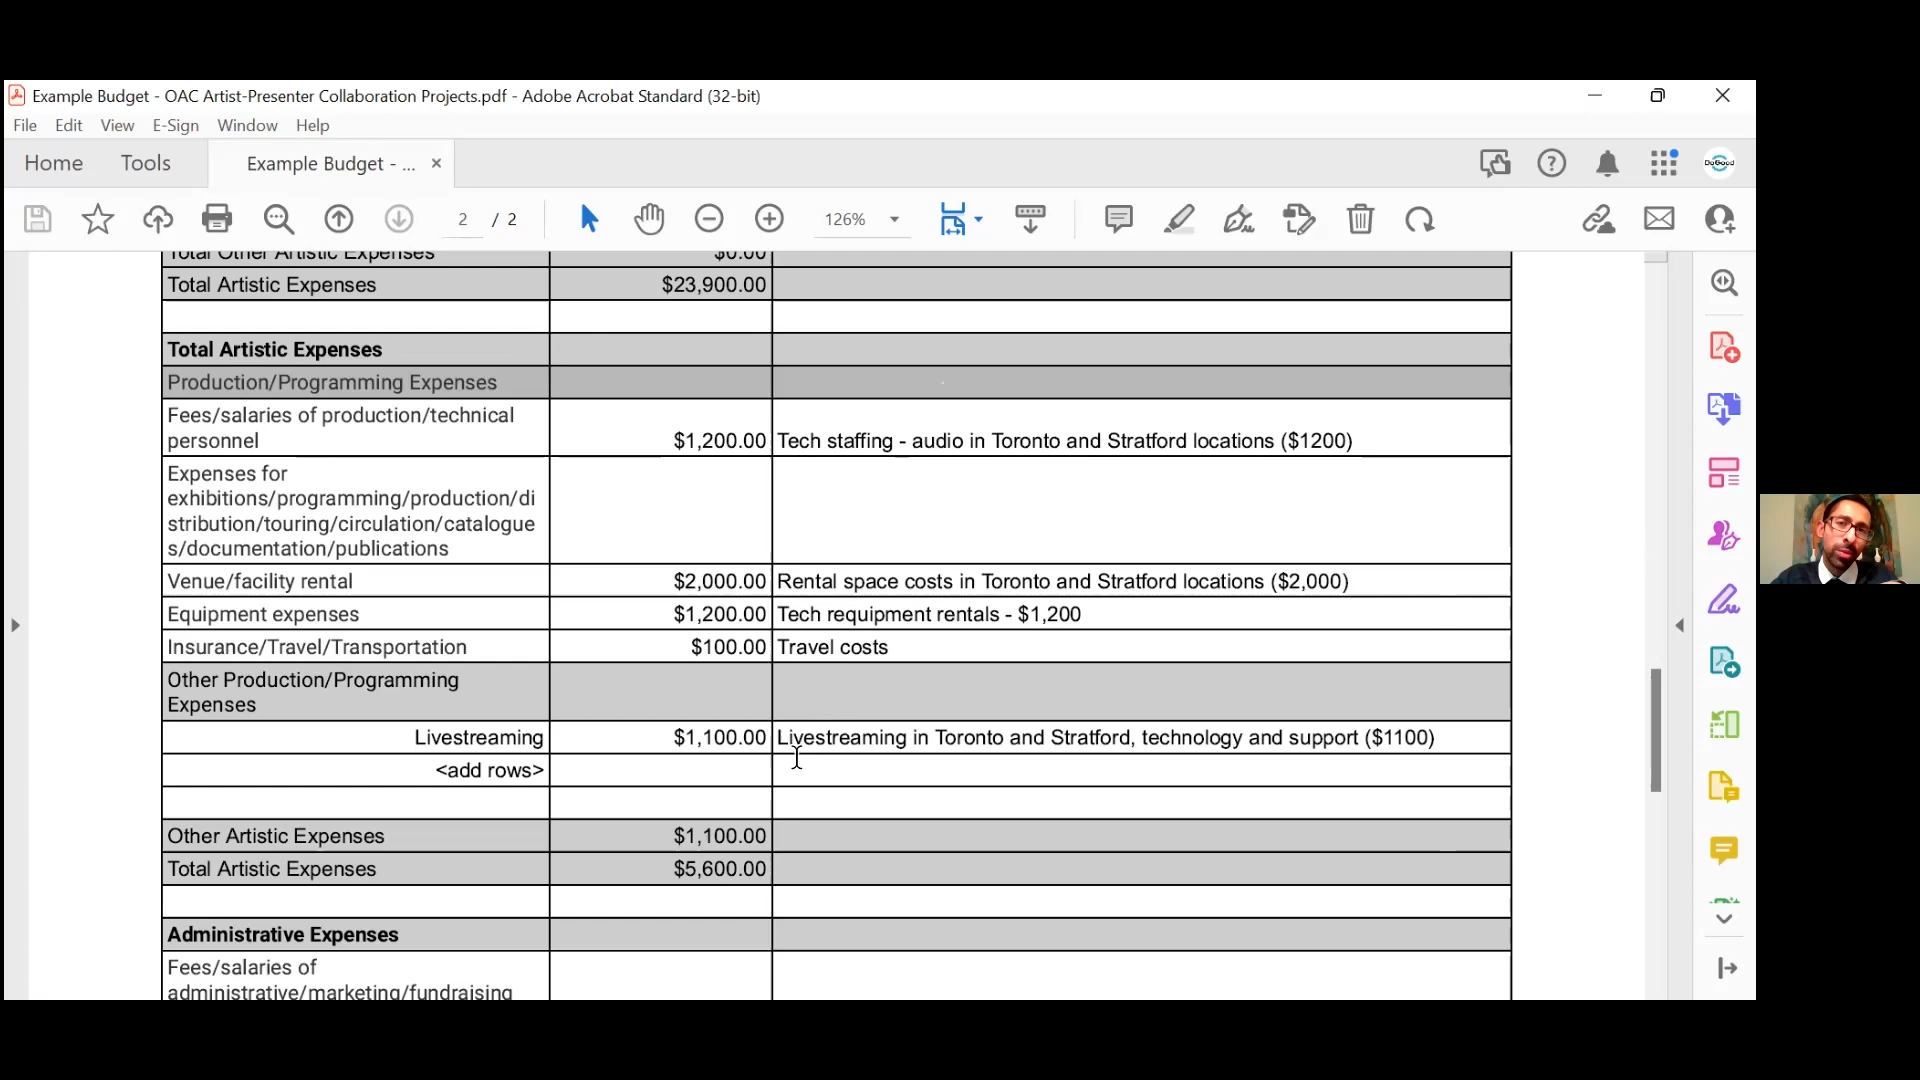 Example Budget - OAC Artist-Presenter Collaboration Projects.pdf - Adobe Acrobat Standard (32-bit)
File Edit View E-Sign Window Help
Home Tools Example Budget - ... ×
DoGood
2 / 2 126%
Total Other Artistic Expenses $0.00
Total Artistic Expenses $23,900.00
Total Artistic Expenses
Production/Programming Expenses
Fees/salaries of production/technical
personnel $1,200.00 Tech staffing - audio in Toronto and Stratford locations ($1200)
Expenses for
exhibitions/programming/production/di
stribution/touring/circulation/catalogue
s/documentation/publications
Venue/facility rental $2,000.00 Rental space costs in Toronto and Stratford locations ($2,000)
Equipment expenses $1,200.00 Tech requipment rentals - $1,200
Insurance/Travel/Transportation $100.00 Travel costs
Other Production/Programming
Expenses
Livestreaming $1,100.00 Livestreaming in Toronto and Stratford, technology and support ($1100)
<add rows>
Other Artistic Expenses $1,100.00
Total Artistic Expenses $5,600.00
Administrative Expenses
Fees/salaries of
administrative/marketing/fundraising